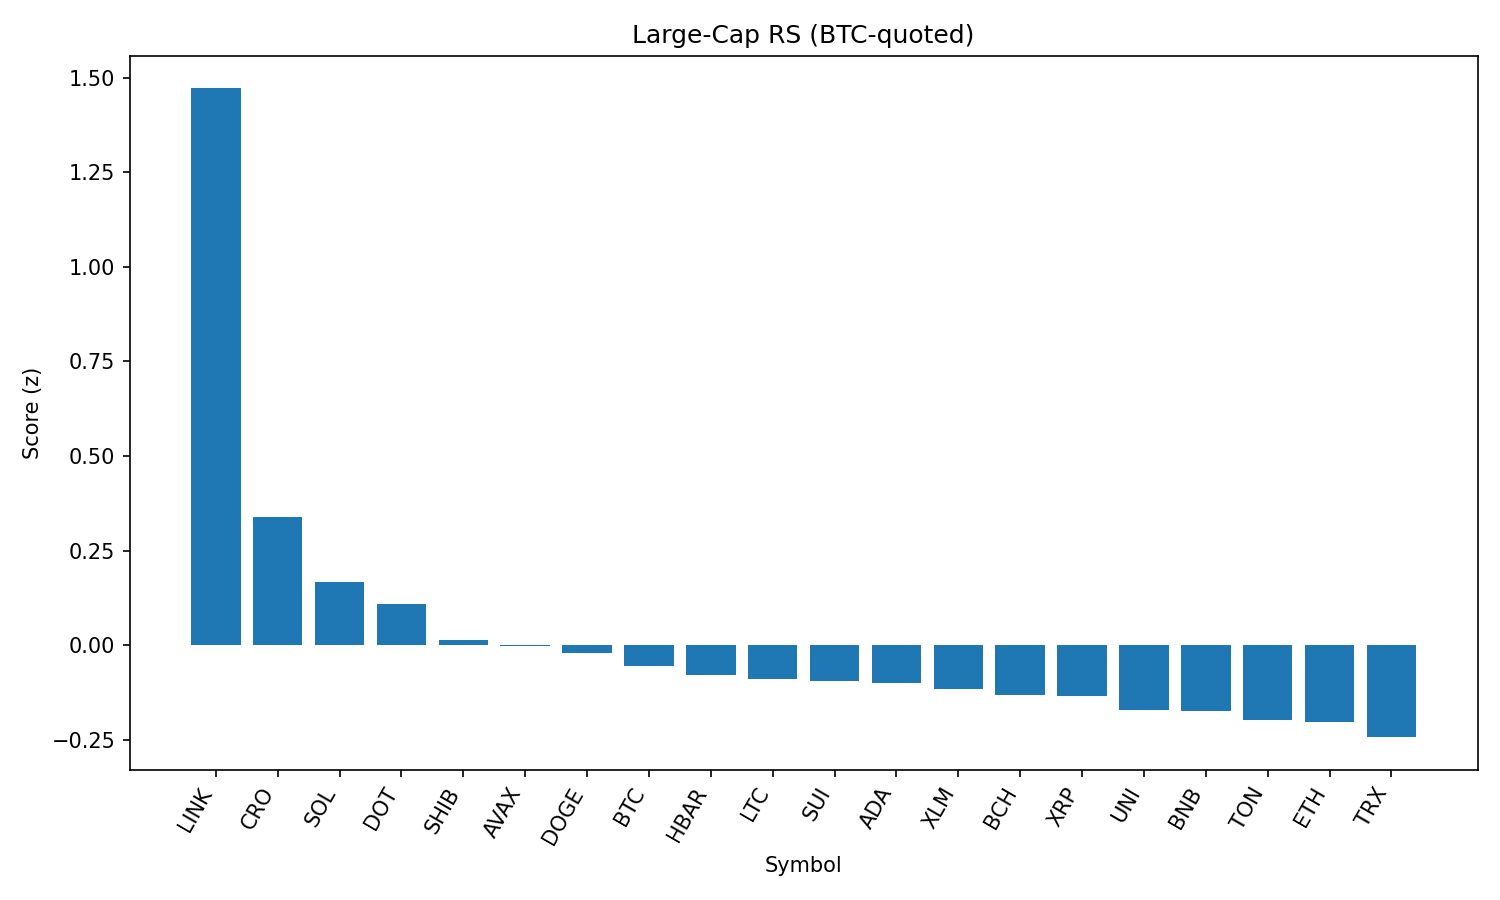 Large-Cap RS (BTC-quoted)
1.50
1.25
1.00
0.75
0.50
0.25
0.00
−0.25
Score (z)
LINK
CRO
SOL
DOT
SHIB
AVAX
DOGE
BTC
HBAR
LTC
SUI
ADA
XLM
BCH
XRP
UNI
BNB
TON
ETH
TRX
Symbol